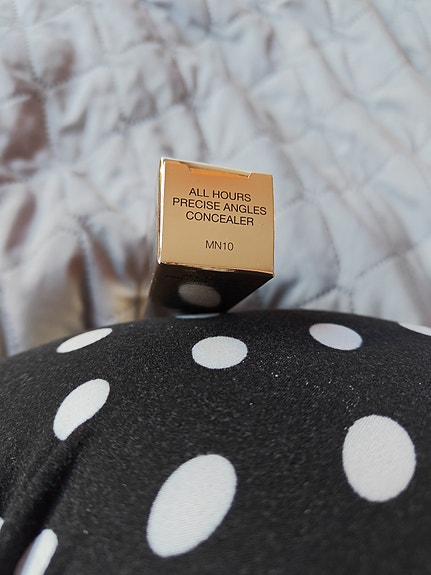 ALL HOURS
PRECISE ANGLES
CONCEALER
MN10